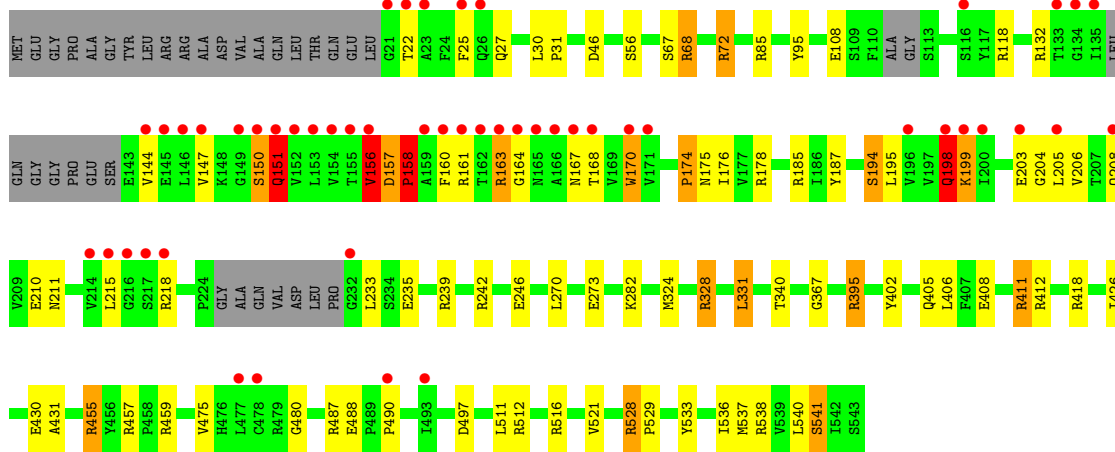 MET GLU GLY PRO ALA GLY TYR LEU ARG ARG ALA ASP VAL ALA GLN LEU THR GLN GLU LEU G21 T22 A23 F24 F25 Q26 Q27 L30 P31 D46 S56 S67 R68 R72 R85 Y95 E108 S109 F110 ALA GLY S113 S116 Y117 R118 R132 T133 G134 I135 LEU
GLN GLY GLY PRO GLU SER E143 V144 E145 L146 V147 K148 G149 S150 Q151 V152 L153 V154 T155 V156 D157 P158 A159 F160 R161 T162 R163 G164 N165 A166 N167 T168 V169 W170 V171 P174 N175 I176 V177 R178 R185 I186 Y187 S194 L195 V196 V197 Q198 K199 I200 E203 G204 L205 V206 T207 P208
V209 E210 N211 V214 L215 G216 S217 R218 P224 GLY ALA GLN VAL ASP LEU PRO G232 L233 S234 E235 R239 R242 E246 L270 E273 K282 M324 R328 L331 T340 G367 R395 Y402 Q405 L406 F407 E408 R411 R412 R418 I426
E430 A431 R455 Y456 R457 P458 R459 V475 H476 L477 C478 R479 G480 R487 E488 P489 P490 I493 D497 L511 R512 R516 V521 R528 P529 Y533 I536 M537 R538 V539 L540 S541 I542 S543